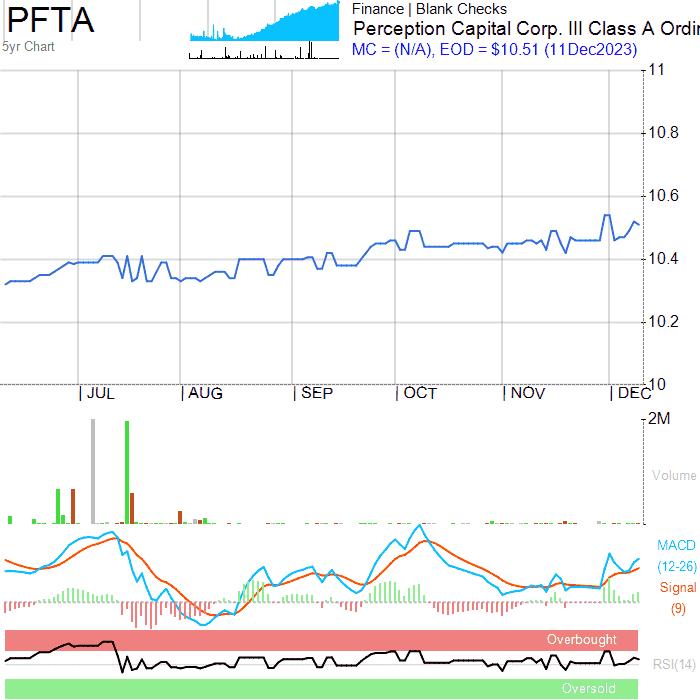 PFTA
5yr Chart
Finance | Blank Checks
Perception Capital Corp. III Class A Ordin
MC = (N/A), EOD = $10.51 (11Dec2023)
11
10.8
10.6
10.4
10.2
10
JUL AUG SEP OCT NOV DEC
2M
Volume
MACD
(12-26)
Signal
(9)
Overbought
RSI(14)
Oversold